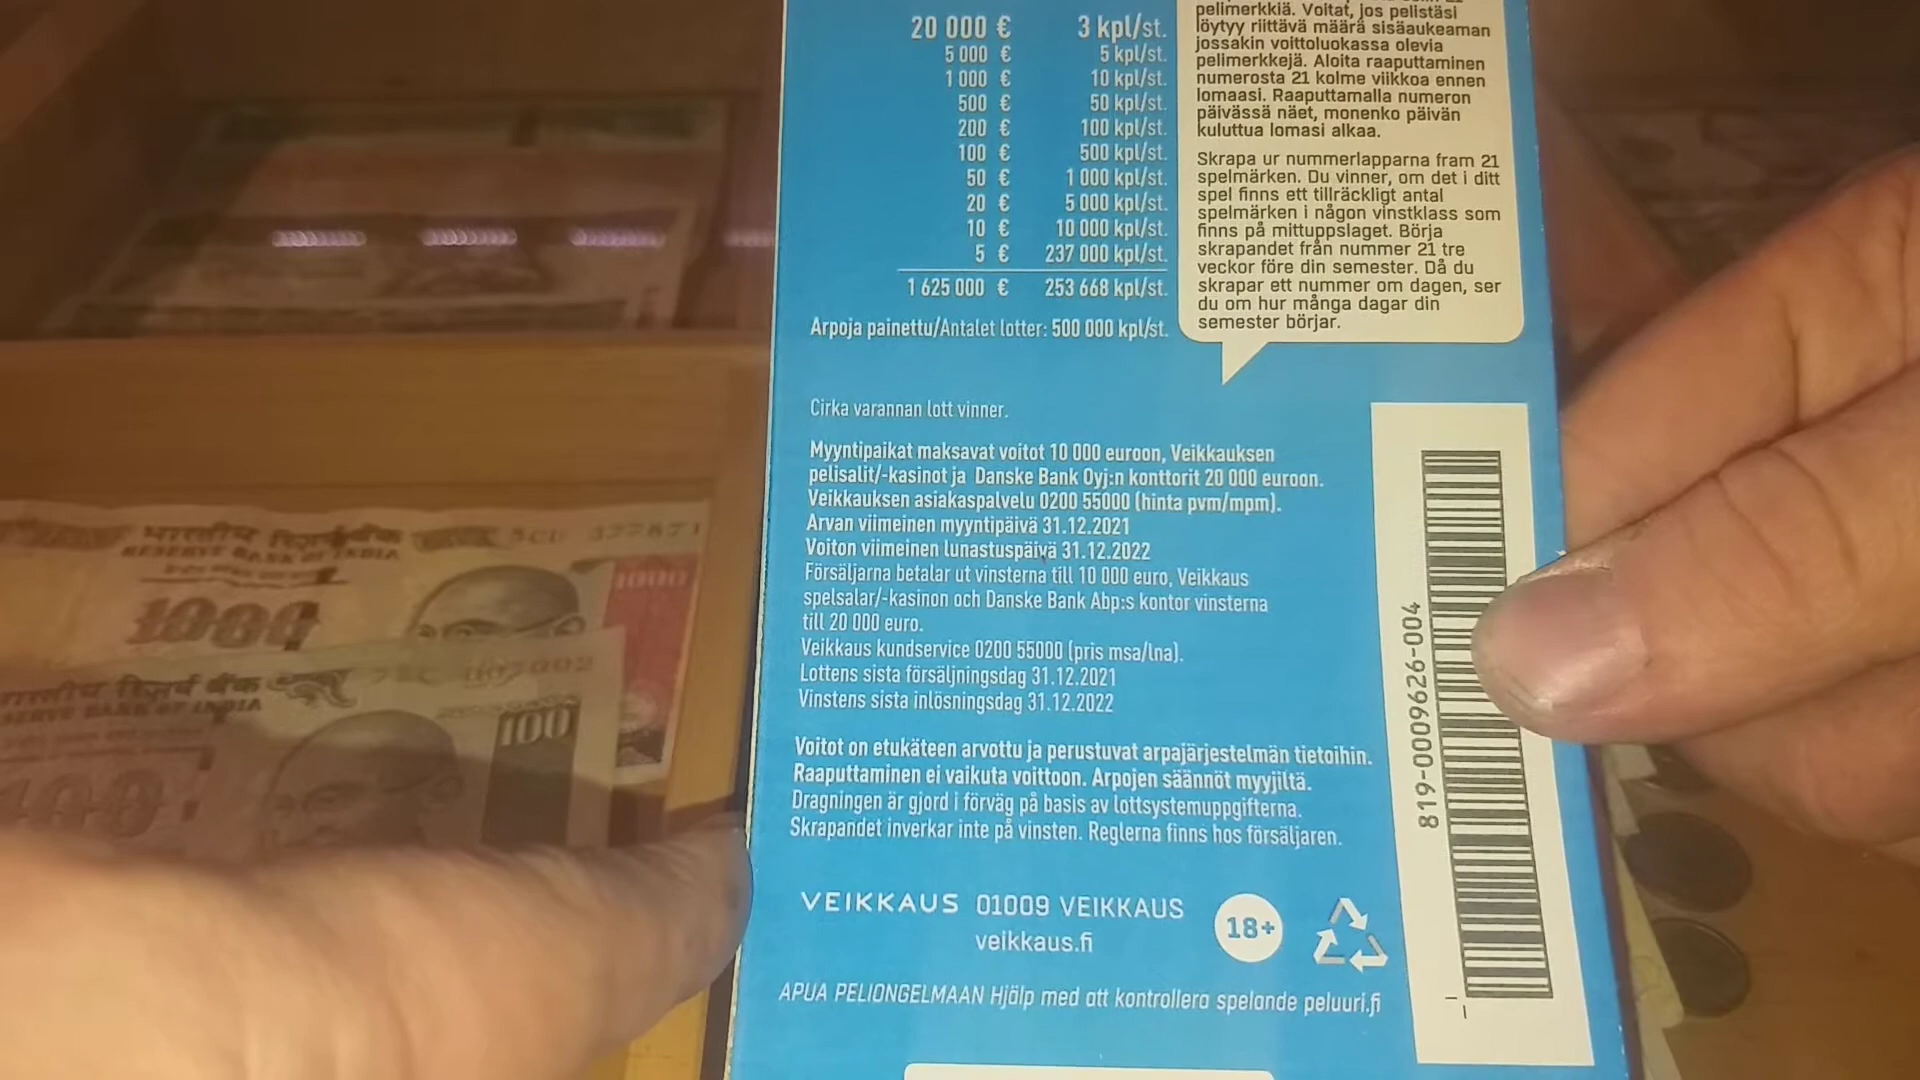 20 000 € 3 kpl/st.
5 000 € 5 kpl/st.
1 000 € 10 kpl/st.
500 € 50 kpl/st.
200 € 100 kpl/st.
100 € 500 kpl/st.
50 € 1 000 kpl/st.
20 € 5 000 kpl/st.
10 € 10 000 kpl/st.
5 € 237 000 kpl/st.
1 625 000 € 253 668 kpl/st.
Arpoja painettu/Antalet lotter: 500 000 kpl/st.
pelimerkkiä. Voitat, jos pelistäsi
löytyy riittävä määrä sisäaukeaman
jossakin voittoluokassa olevia
pelimerkkejä. Aloita raaputtaminen
numerosta 21 kolme viikkoa ennen
lomaasi. Raaputtamalla numeron
päivässä näet, monenko päivän
kuluttua lomasi alkaa.
Skrapa ur nummerlapparna fram 21
spelmärken. Du vinner, om det i ditt
spel finns ett tillräckligt antal
spelmärken i någon vinstklass som
finns på mittuppslaget. Börja
skrapandet från nummer 21 tre
veckor före din semester. Då du
skrapar ett nummer om dagen, ser
du om hur många dagar din
semester börjar.
Cirka varannan lott vinner.
Myyntipaikat maksavat voitot 10 000 euroon, Veikkauksen
pelisalit/-kasinot ja Danske Bank Oyj:n konttorit 20 000 euroon.
Veikkauksen asiakaspalvelu 0200 55000 (hinta pvm/mpm).
Arvan viimeinen myyntipäivä 31.12.2021
Voiton viimeinen lunastuspäivä 31.12.2022
Försäljarna betalar ut vinsterna till 10 000 euro, Veikkaus
spelsalar/-kasinon och Danske Bank Abp:s kontor vinsterna
till 20 000 euro.
Veikkaus kundservice 0200 55000 (pris msa/lna).
Lottens sista försäljningsdag 31.12.2021
Vinstens sista inlösningsdag 31.12.2022
Voitot on etukäteen arvottu ja perustuvat arpajärjestelmän tietoihin.
Raaputtaminen ei vaikuta voittoon. Arpojen säännöt myyjiltä.
Dragningen är gjord i förväg på basis av lottsystemuppgifterna.
Skrapandet inverkar inte på vinsten. Reglerna finns hos försäljaren.
VEIKKAUS 01009 VEIKKAUS
veikkaus.fi
18+
APUA PELIONGELMAAN Hjälp med att kontrollera spelande peluuri.fi
819-0009626-004
भारतीय रिज़र्व बैंक
RESERVE BANK OF INDIA
1000
1000
रिज़र्व बैंक
BANK OF INDIA
100
100